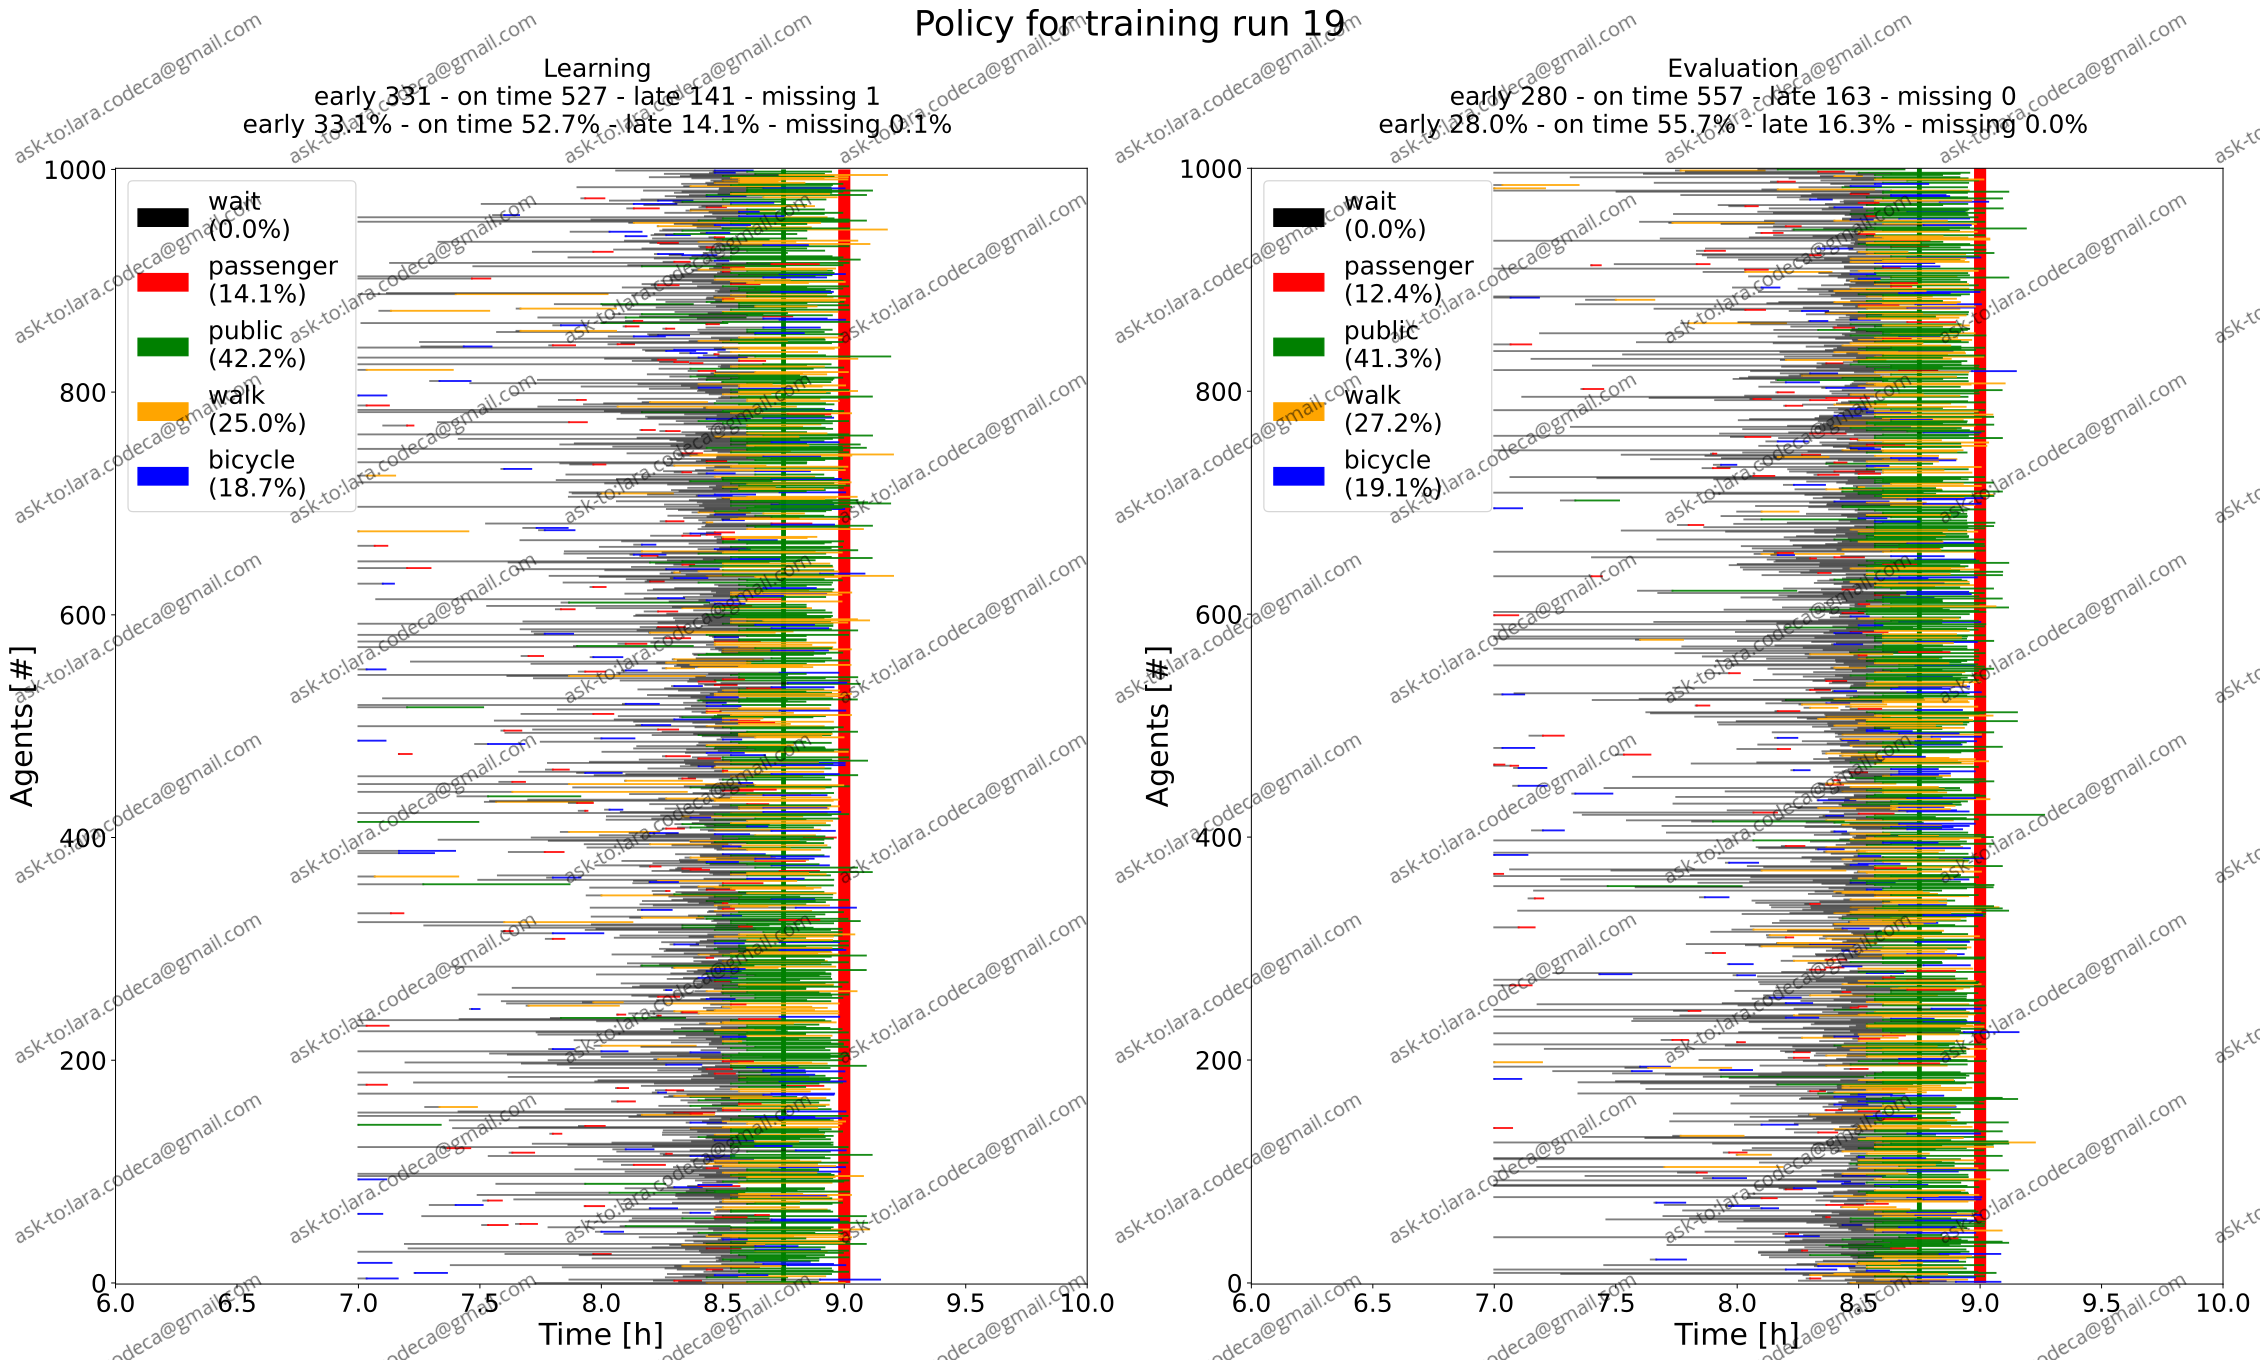 Policy for training run 19
Learning
early 331 - on time 527 - late 141 - missing 1
early 33.1% - on time 52.7% - late 14.1% - missing 0.1%
1000
800
600
400
200
0
Agents [#]
wait
(0.0%)
passenger
(14.1%)
public
(42.2%)
walk
(25.0%)
bicycle
(18.7%)
6.0 6.5 7.0 7.5 8.0 8.5 9.0 9.5 10.0
Time [h]
Evaluation
early 280 - on time 557 - late 163 - missing 0
early 28.0% - on time 55.7% - late 16.3% - missing 0.0%
1000
800
600
400
200
0
Agents [#]
wait
(0.0%)
passenger
(12.4%)
public
(41.3%)
walk
(27.2%)
bicycle
(19.1%)
6.0 6.5 7.0 7.5 8.0 8.5 9.0 9.5 10.0
Time [h]
ask-to:lara.codeca@gmail.com